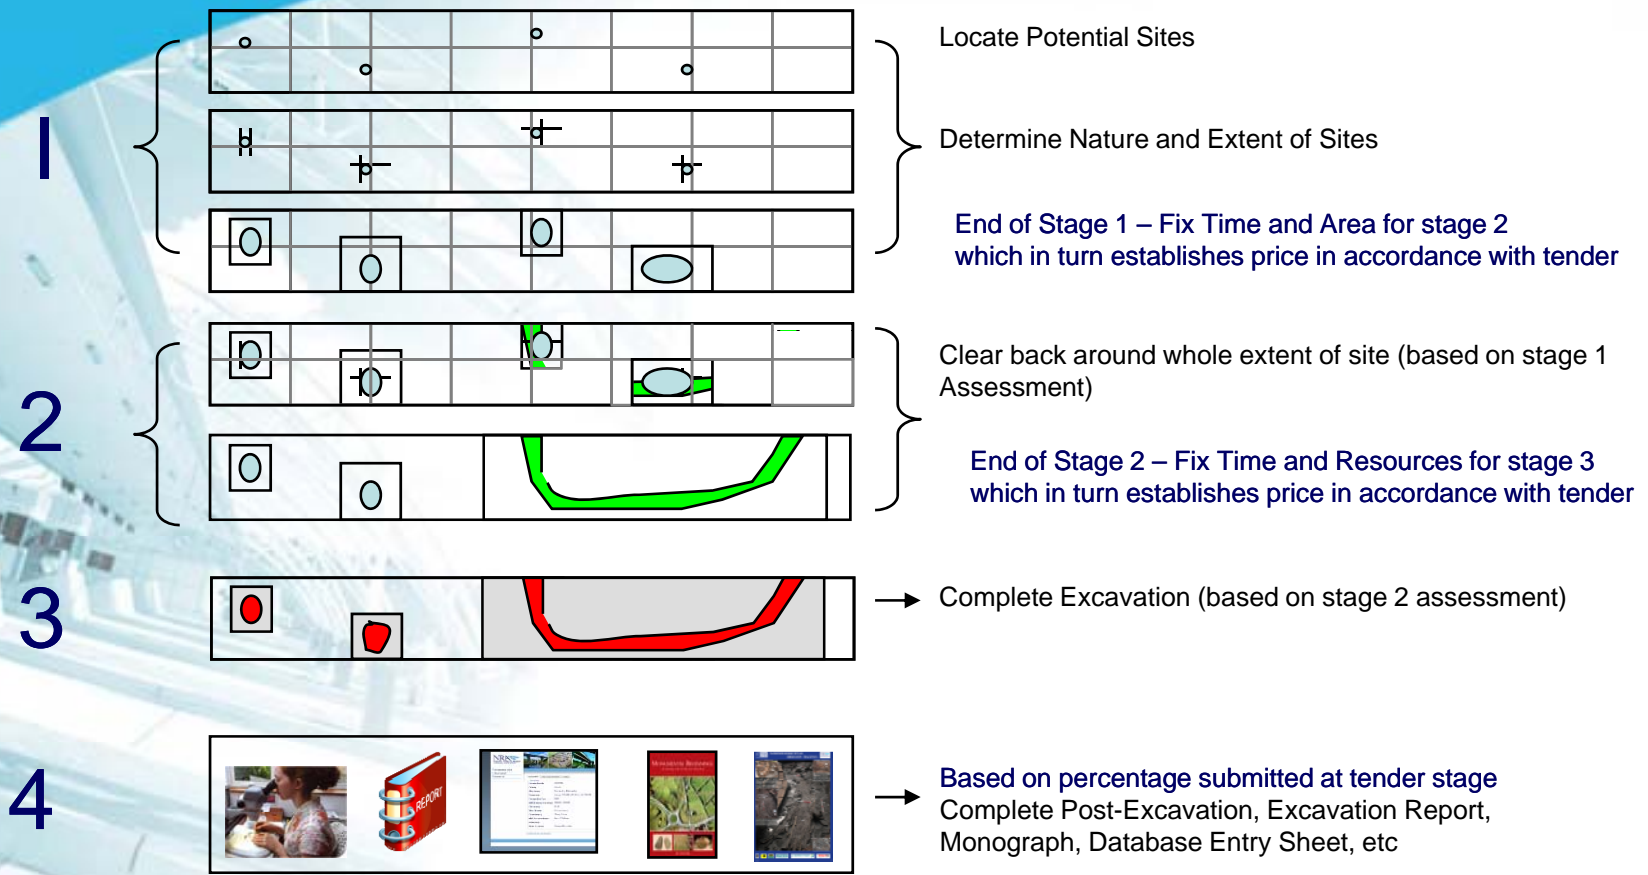 1
Locate Potential Sites
Determine Nature and Extent of Sites
End of Stage 1 – Fix Time and Area for stage 2
which in turn establishes price in accordance with tender
2
Clear back around whole extent of site (based on stage 1
Assessment)
End of Stage 2 – Fix Time and Resources for stage 3
which in turn establishes price in accordance with tender
3
Complete Excavation (based on stage 2 assessment)
4
REPORT
NRA
MONUMENTAL BEGINNINGS
Based on percentage submitted at tender stage
Complete Post-Excavation, Excavation Report,
Monograph, Database Entry Sheet, etc